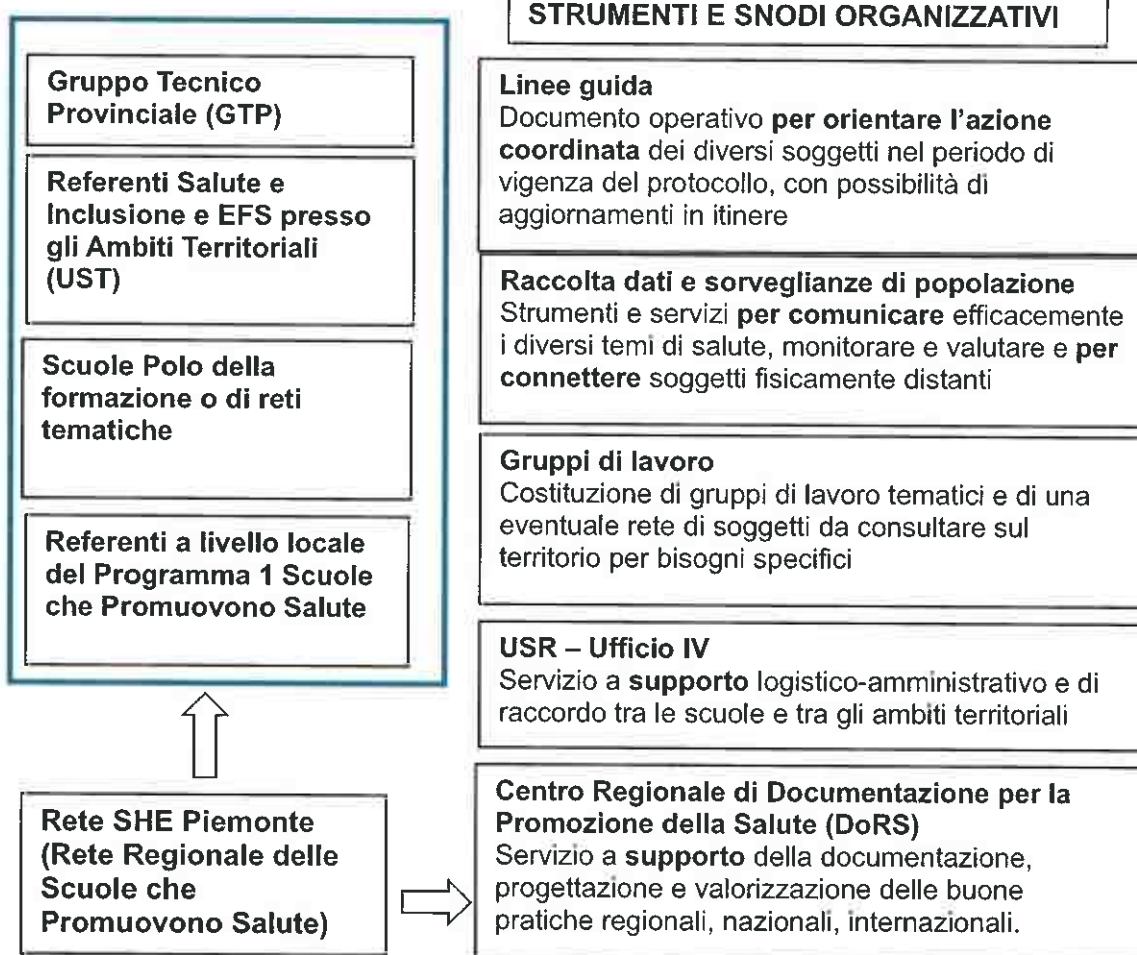 STRUMENTI E SNODI ORGANIZZATIVI
Gruppo Tecnico
Provinciale (GTP)
Referenti Salute e
Inclusione e EFS presso
gli Ambiti Territoriali
(UST)
Scuole Polo della
formazione o di reti
tematiche
Referenti a livello locale
del Programma 1 Scuole
che Promuovono Salute
Rete SHE Piemonte
(Rete Regionale delle
Scuole che
Promuovono Salute)
Linee guida
Documento operativo per orientare l'azione
coordinata dei diversi soggetti nel periodo di
vigenza del protocollo, con possibilità di
aggiornamenti in itinere
Raccolta dati e sorveglianze di popolazione
Strumenti e servizi per comunicare efficacemente
i diversi temi di salute, monitorare e valutare e per
connettere soggetti fisicamente distanti
Gruppi di lavoro
Costituzione di gruppi di lavoro tematici e di una
eventuale rete di soggetti da consultare sul
territorio per bisogni specifici
USR – Ufficio IV
Servizio a supporto logistico-amministrativo e di
raccordo tra le scuole e tra gli ambiti territoriali
Centro Regionale di Documentazione per la
Promozione della Salute (DoRS)
Servizio a supporto della documentazione,
progettazione e valorizzazione delle buone
pratiche regionali, nazionali, internazionali.